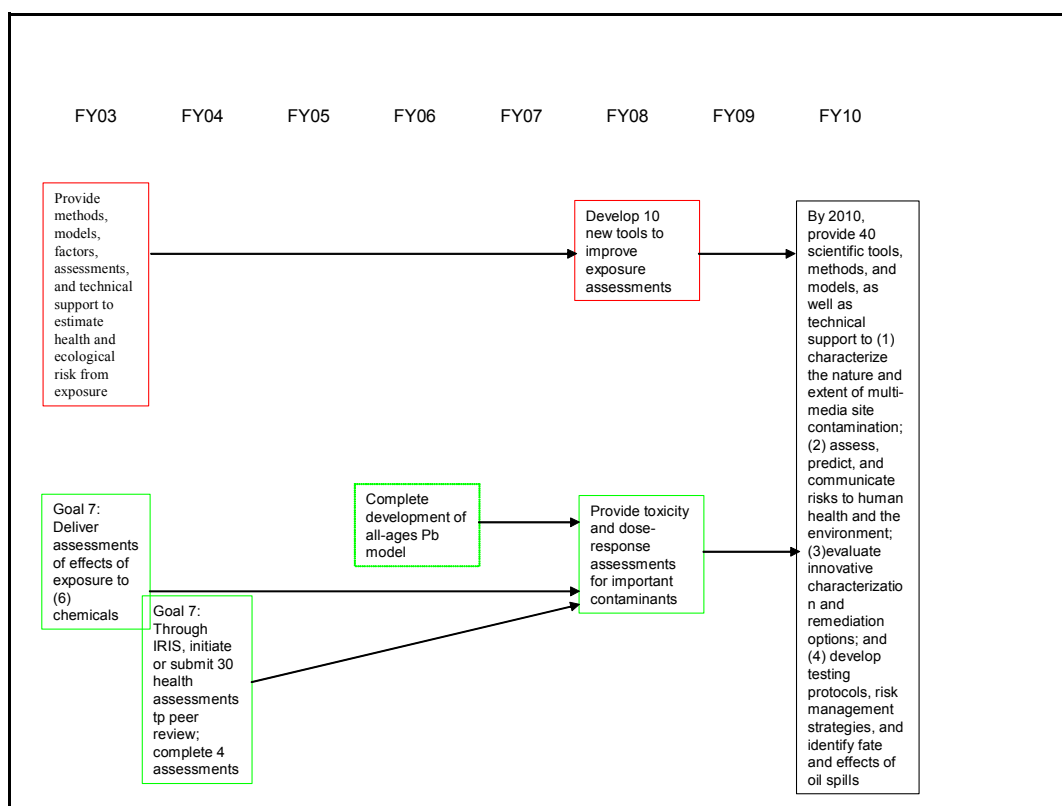 FY03 FY04 FY05 FY06 FY07 FY08 FY09 FY10
Provide
methods,
models,
factors,
assessments,
and technical
support to
estimate
health and
ecological
risk from
exposure
Develop 10
new tools to
improve
exposure
assessments
By 2010,
provide 40
scientific tools,
methods, and
models, as
well as
technical
support to (1)
characterize
the nature and
extent of multi-
media site
contamination;
(2) assess,
predict, and
communicate
risks to human
health and the
environment;
(3)evaluate
innovative
characterizatio
n and
remediation
options; and
(4) develop
testing
protocols, risk
management
strategies, and
identify fate
and effects of
oil spills
Goal 7:
Deliver
assessments
of effects of
exposure to
(6)
chemicals
Goal 7:
Through
IRIS, initiate
or submit 30
health
assessments
tp peer
review;
complete 4
assessments
Complete
development of
all-ages Pb
model
Provide toxicity
and dose-
response
assessments
for important
contaminants